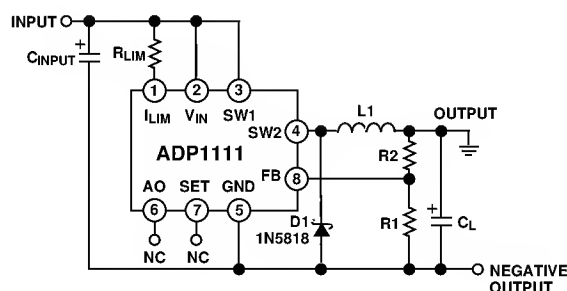 INPUT
CINPUT
+
RLIM
1
2
3
ILIM
VIN
SW1
SW2
4
L1
OUTPUT
ADP1111
R2
FB
8
AO
SET
GND
6
7
5
D1
1N5818
R1
+
CL
NC
NC
NEGATIVE
OUTPUT